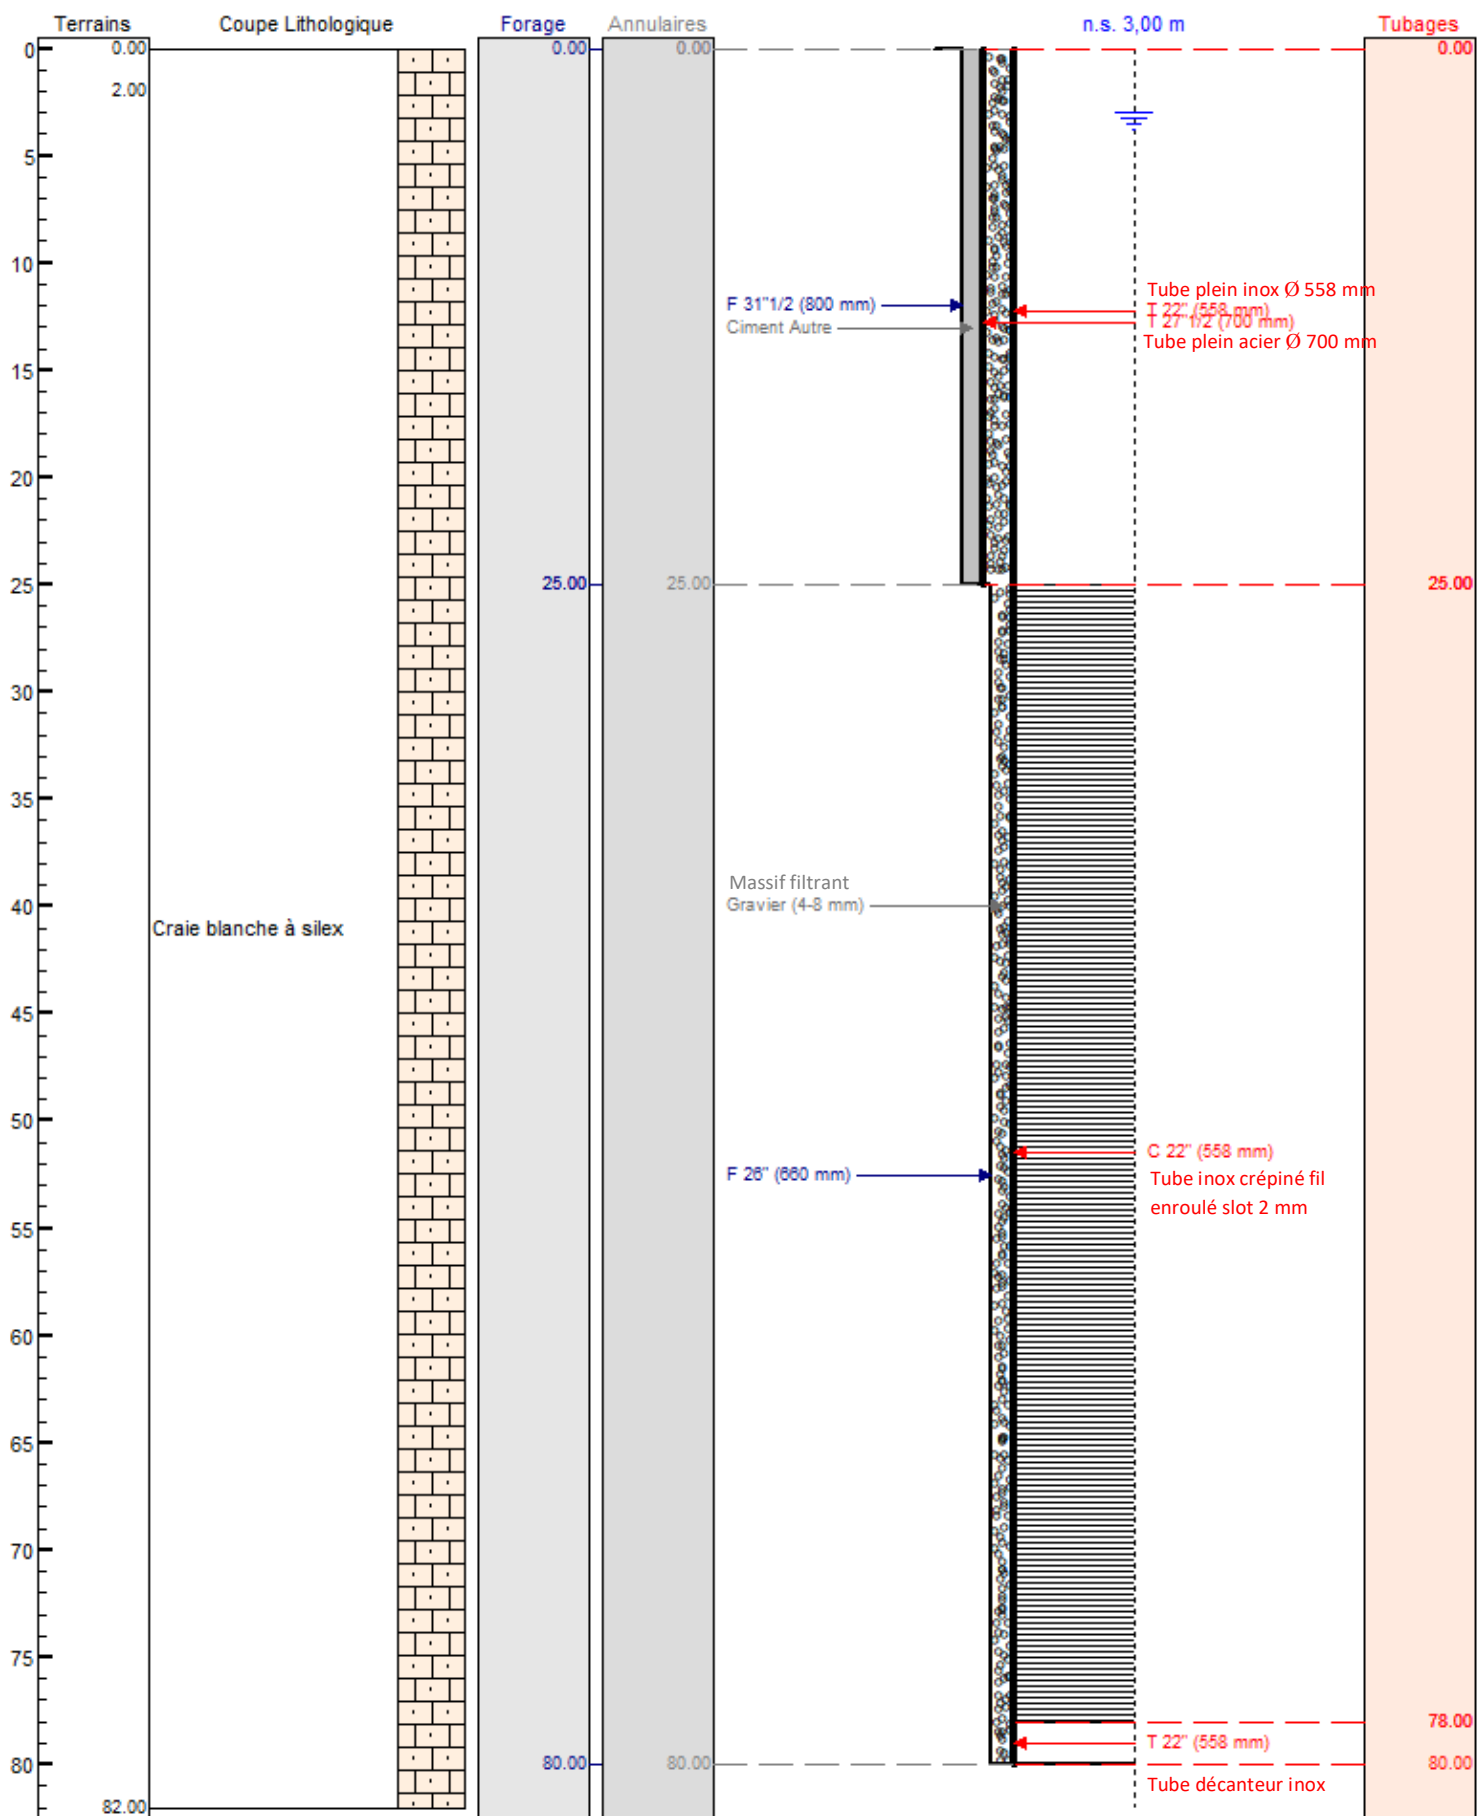 Terrains Coupe Lithologique Forage Annulaires n.s. 3,00 m Tubages
0 0.00 0.00 0.00 0.00
2.00
5
10
Tube plein inox Ø 558 mm
F 31"1/2 (800 mm) T 22" (558 mm)
Ciment Autre T 27"1/2 (700 mm)
Tube plein acier Ø 700 mm
15
20
25 25.00 25.00 25.00
30
35
Massif filtrant
40 Gravier (4-8 mm)
Craie blanche à silex
45
50
C 22" (558 mm)
F 26" (660 mm) Tube inox crépiné fil
enroulé slot 2 mm
55
60
65
70
75
78.00
T 22" (558 mm)
80 80.00 80.00 80.00
Tube décanteur inox
82.00